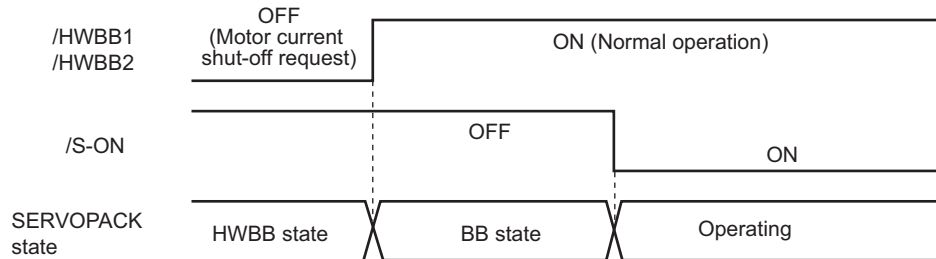 /HWBB1
/HWBB2
OFF
(Motor current
shut-off request)
ON (Normal operation)
/S-ON
OFF
ON
SERVOPACK
state
HWBB state
BB state
Operating